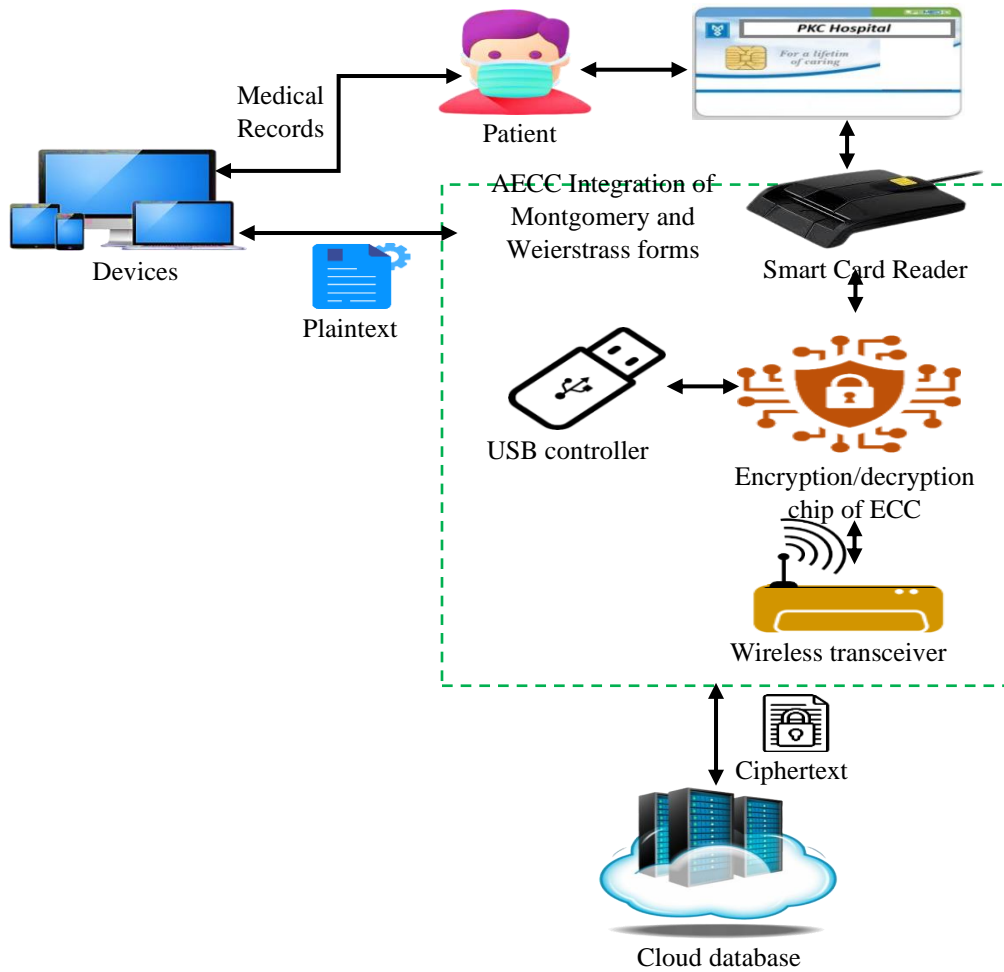 PKC Hospital
For a lifetim
of caring
Medical
Records
Patient
AECC Integration of
Montgomery and
Weierstrass forms
Devices
Smart Card Reader
Plaintext
USB controller
Encryption/decryption
chip of ECC
Wireless transceiver
Ciphertext
Cloud database